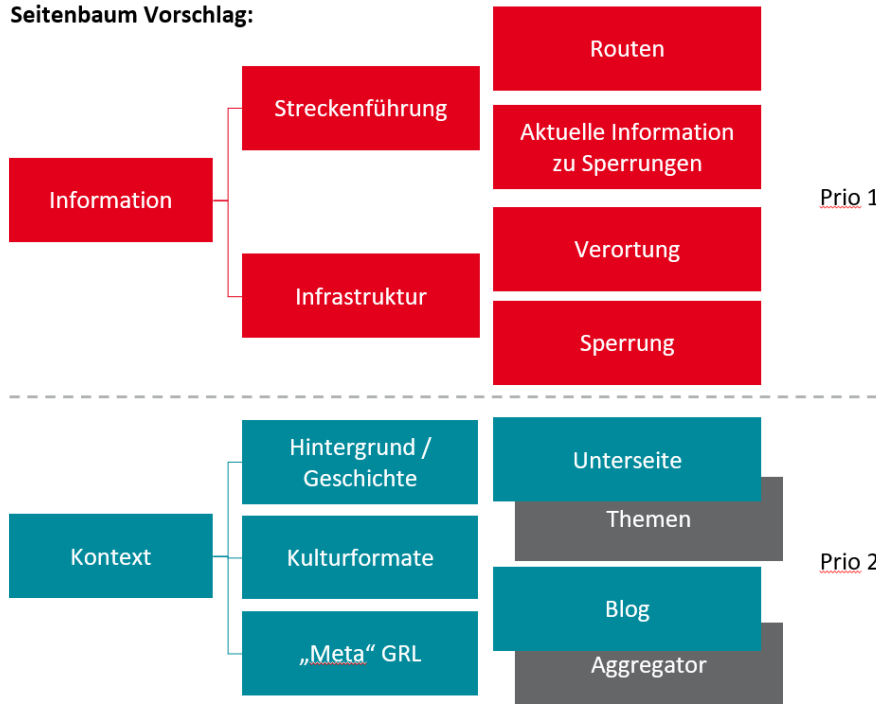 Seitenbaum Vorschlag:
Routen
Streckenführung
Aktuelle Information
zu Sperrungen
Information
Prio 1
Verortung
Infrastruktur
Sperrung
Hintergrund /
Geschichte
Unterseite
Themen
Kontext
Kulturformate
Prio 2
Blog
„Meta“ GRL
Aggregator